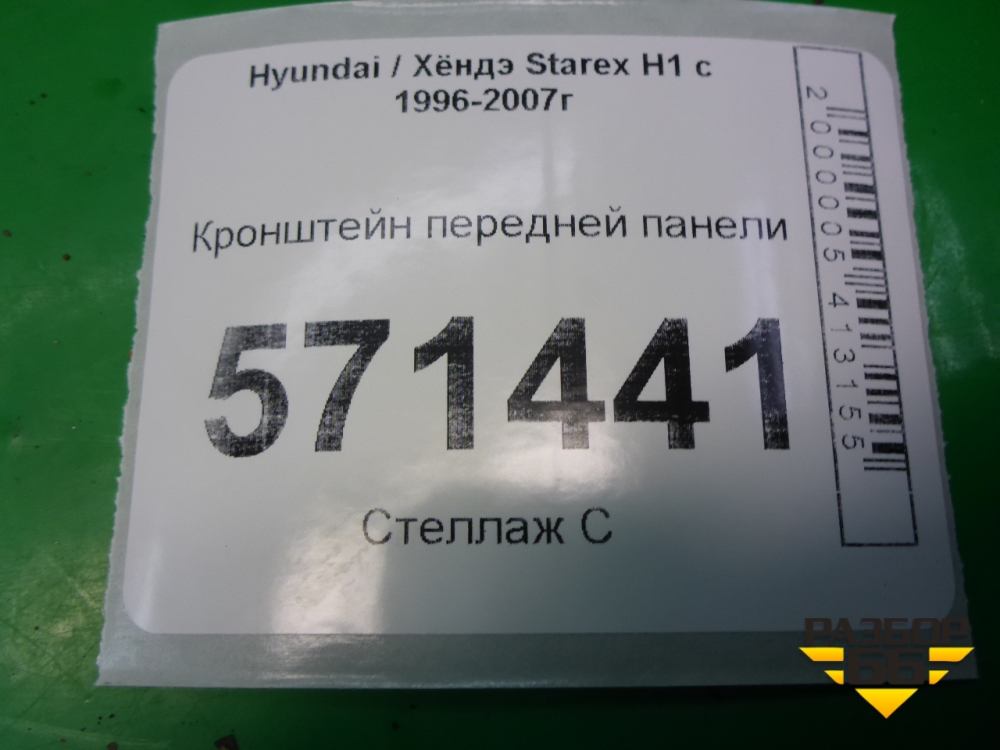 Hyundai / Хёндэ Starex H1 с
1996-2007г
Кронштейн передней панели
571441
Стеллаж С
2000005413155
РАЗБОР
66